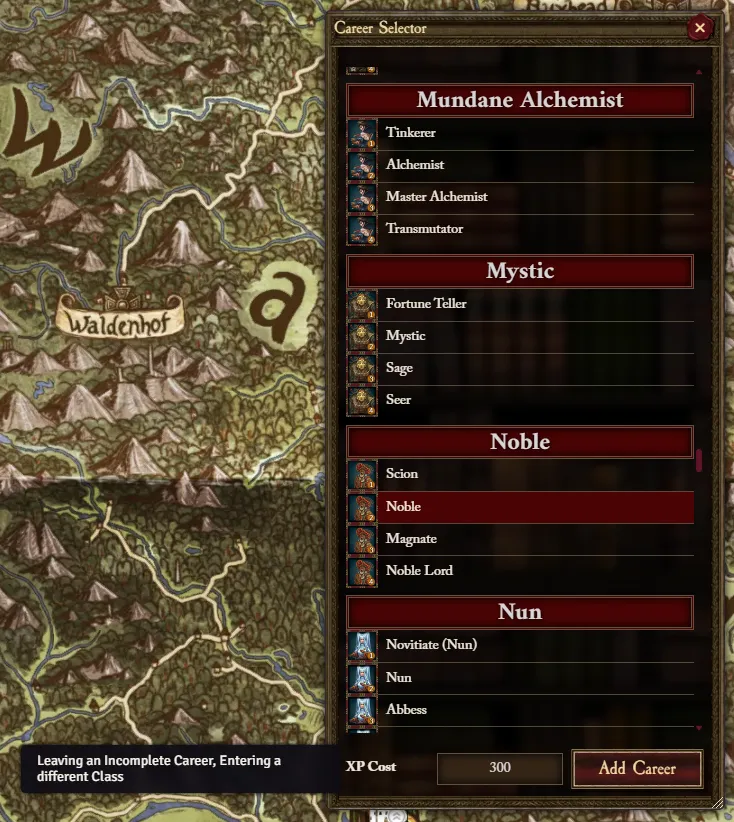 Career Selector
Mundane Alchemist
Tinkerer
Alchemist
Master Alchemist
Transmutator
Mystic
Fortune Teller
Mystic
Sage
Seer
Noble
Scion
Noble
Magnate
Noble Lord
Nun
Novitiate (Nun)
Nun
Abbess
XP Cost
300
Add Career
W
a
Waldenhof
Leaving an Incomplete Career, Entering a
different Class